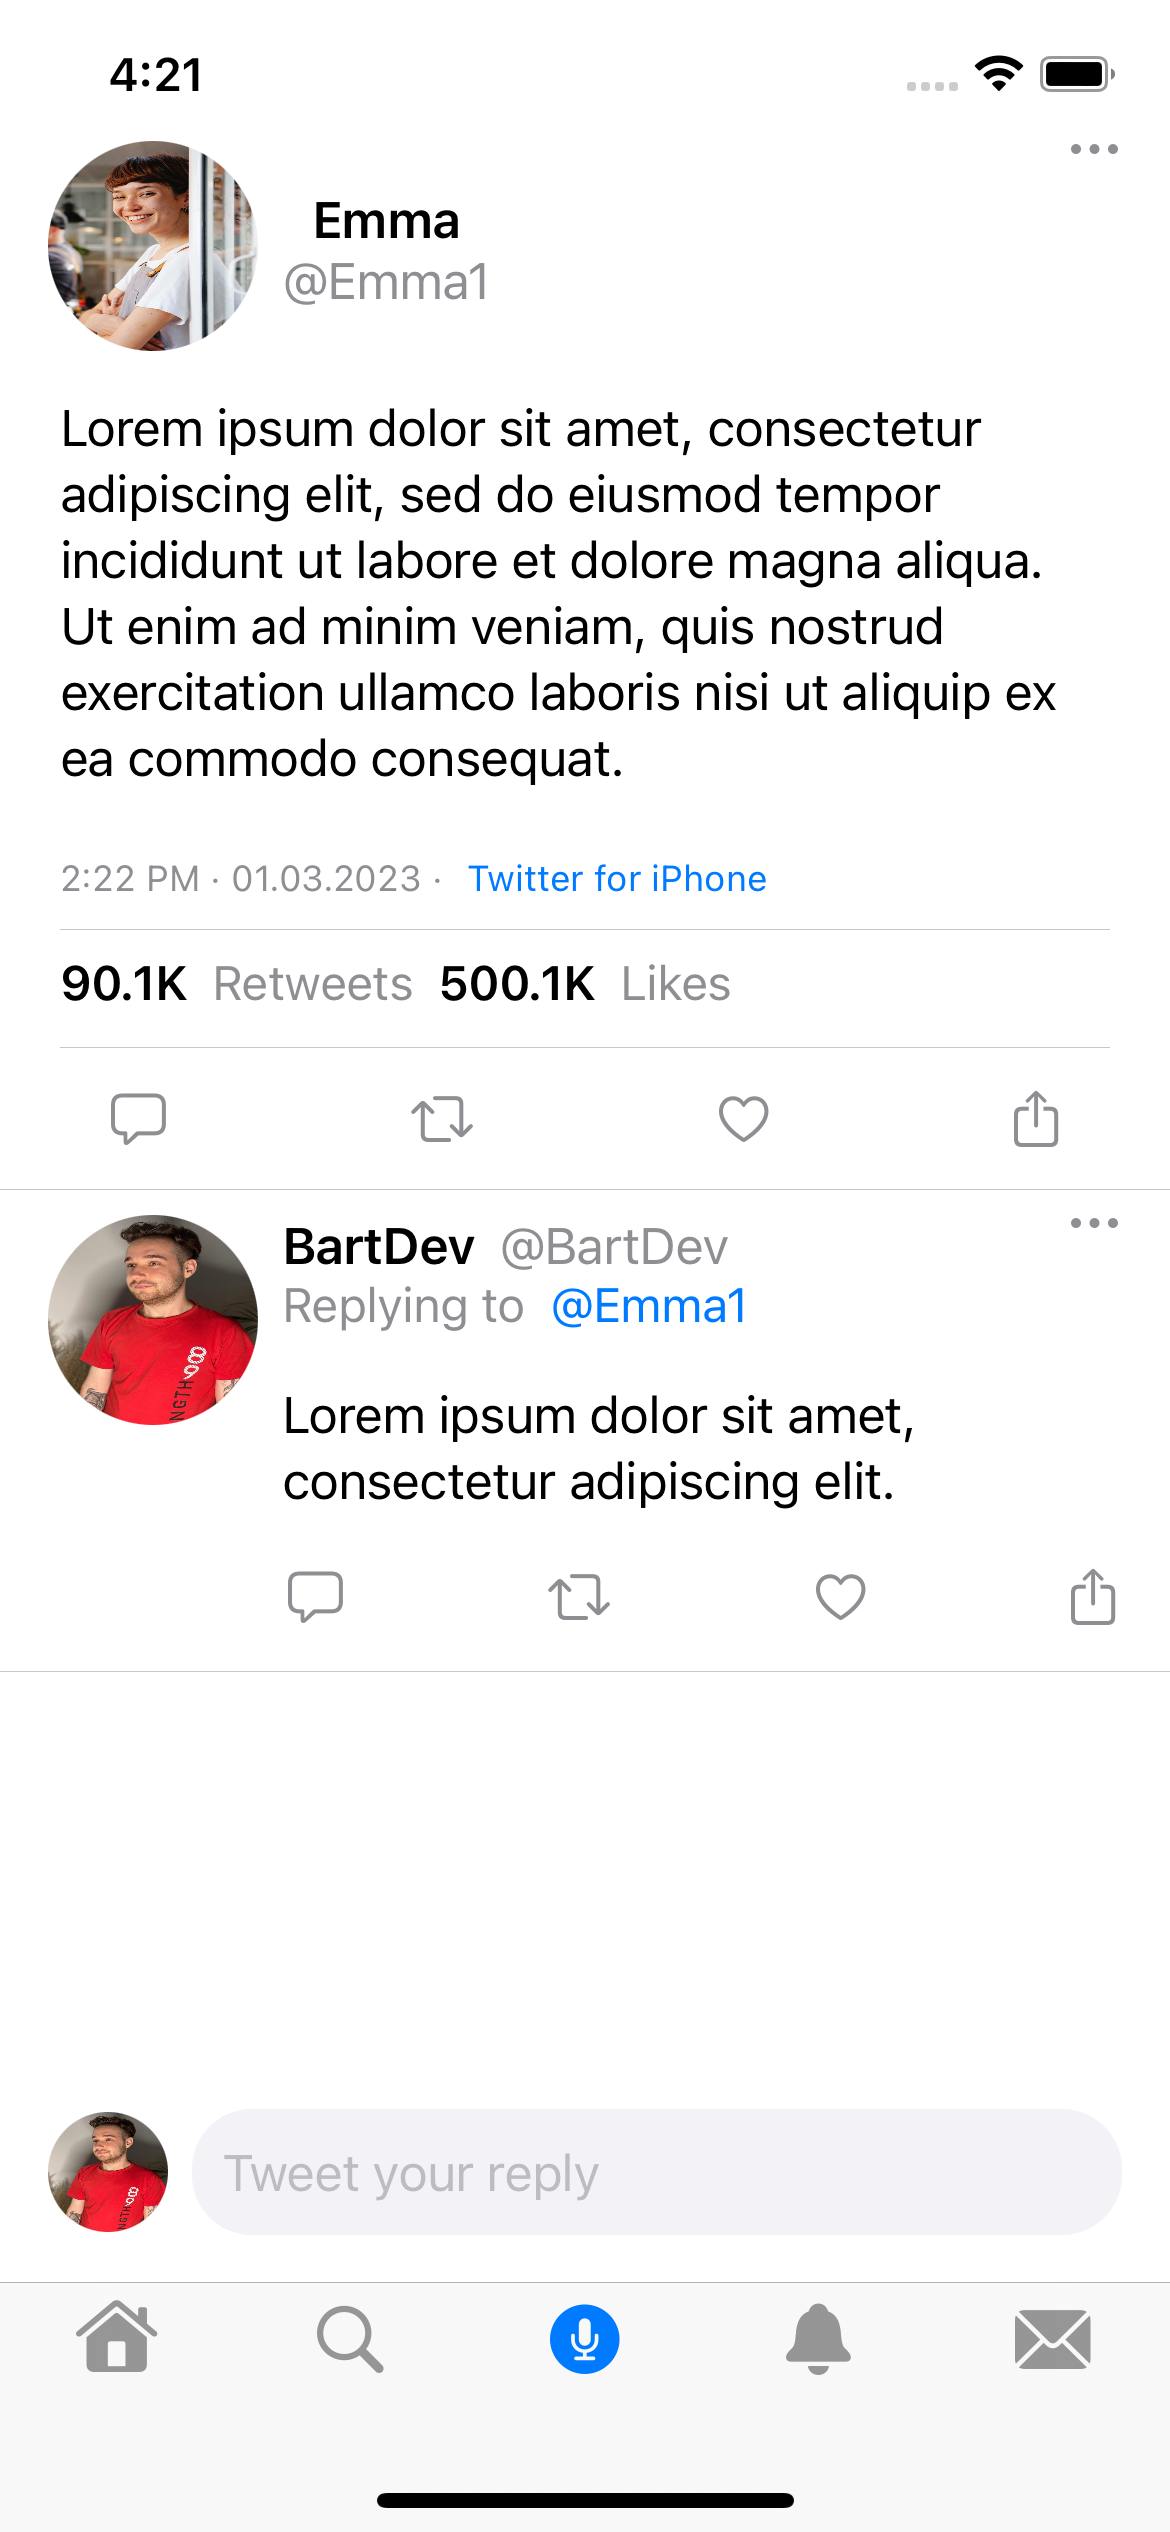 4:21
Emma
@Emma1
Lorem ipsum dolor sit amet, consectetur
adipiscing elit, sed do eiusmod tempor
incididunt ut labore et dolore magna aliqua.
Ut enim ad minim veniam, quis nostrud
exercitation ullamco laboris nisi ut aliquip ex
ea commodo consequat.
2:22 PM · 01.03.2023 · Twitter for iPhone
90.1K Retweets 500.1K Likes
BartDev @BartDev
Replying to @Emma1
NGTH98
Lorem ipsum dolor sit amet,
consectetur adipiscing elit.
Tweet your reply
NGTH98